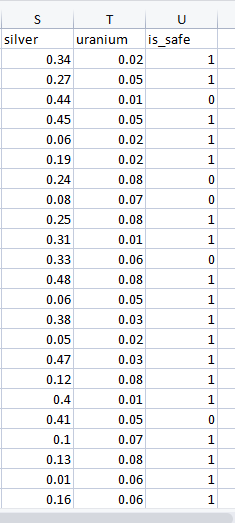 S T U
silver uranium is_safe
0.34 0.02 1
0.27 0.05 1
0.44 0.01 0
0.45 0.05 1
0.06 0.02 1
0.19 0.02 1
0.24 0.08 0
0.08 0.07 0
0.25 0.08 1
0.31 0.01 1
0.33 0.06 0
0.48 0.08 1
0.06 0.05 1
0.38 0.03 1
0.05 0.02 1
0.47 0.03 1
0.12 0.08 1
0.4 0.01 1
0.41 0.05 0
0.1 0.07 1
0.13 0.08 1
0.01 0.06 1
0.16 0.06 1